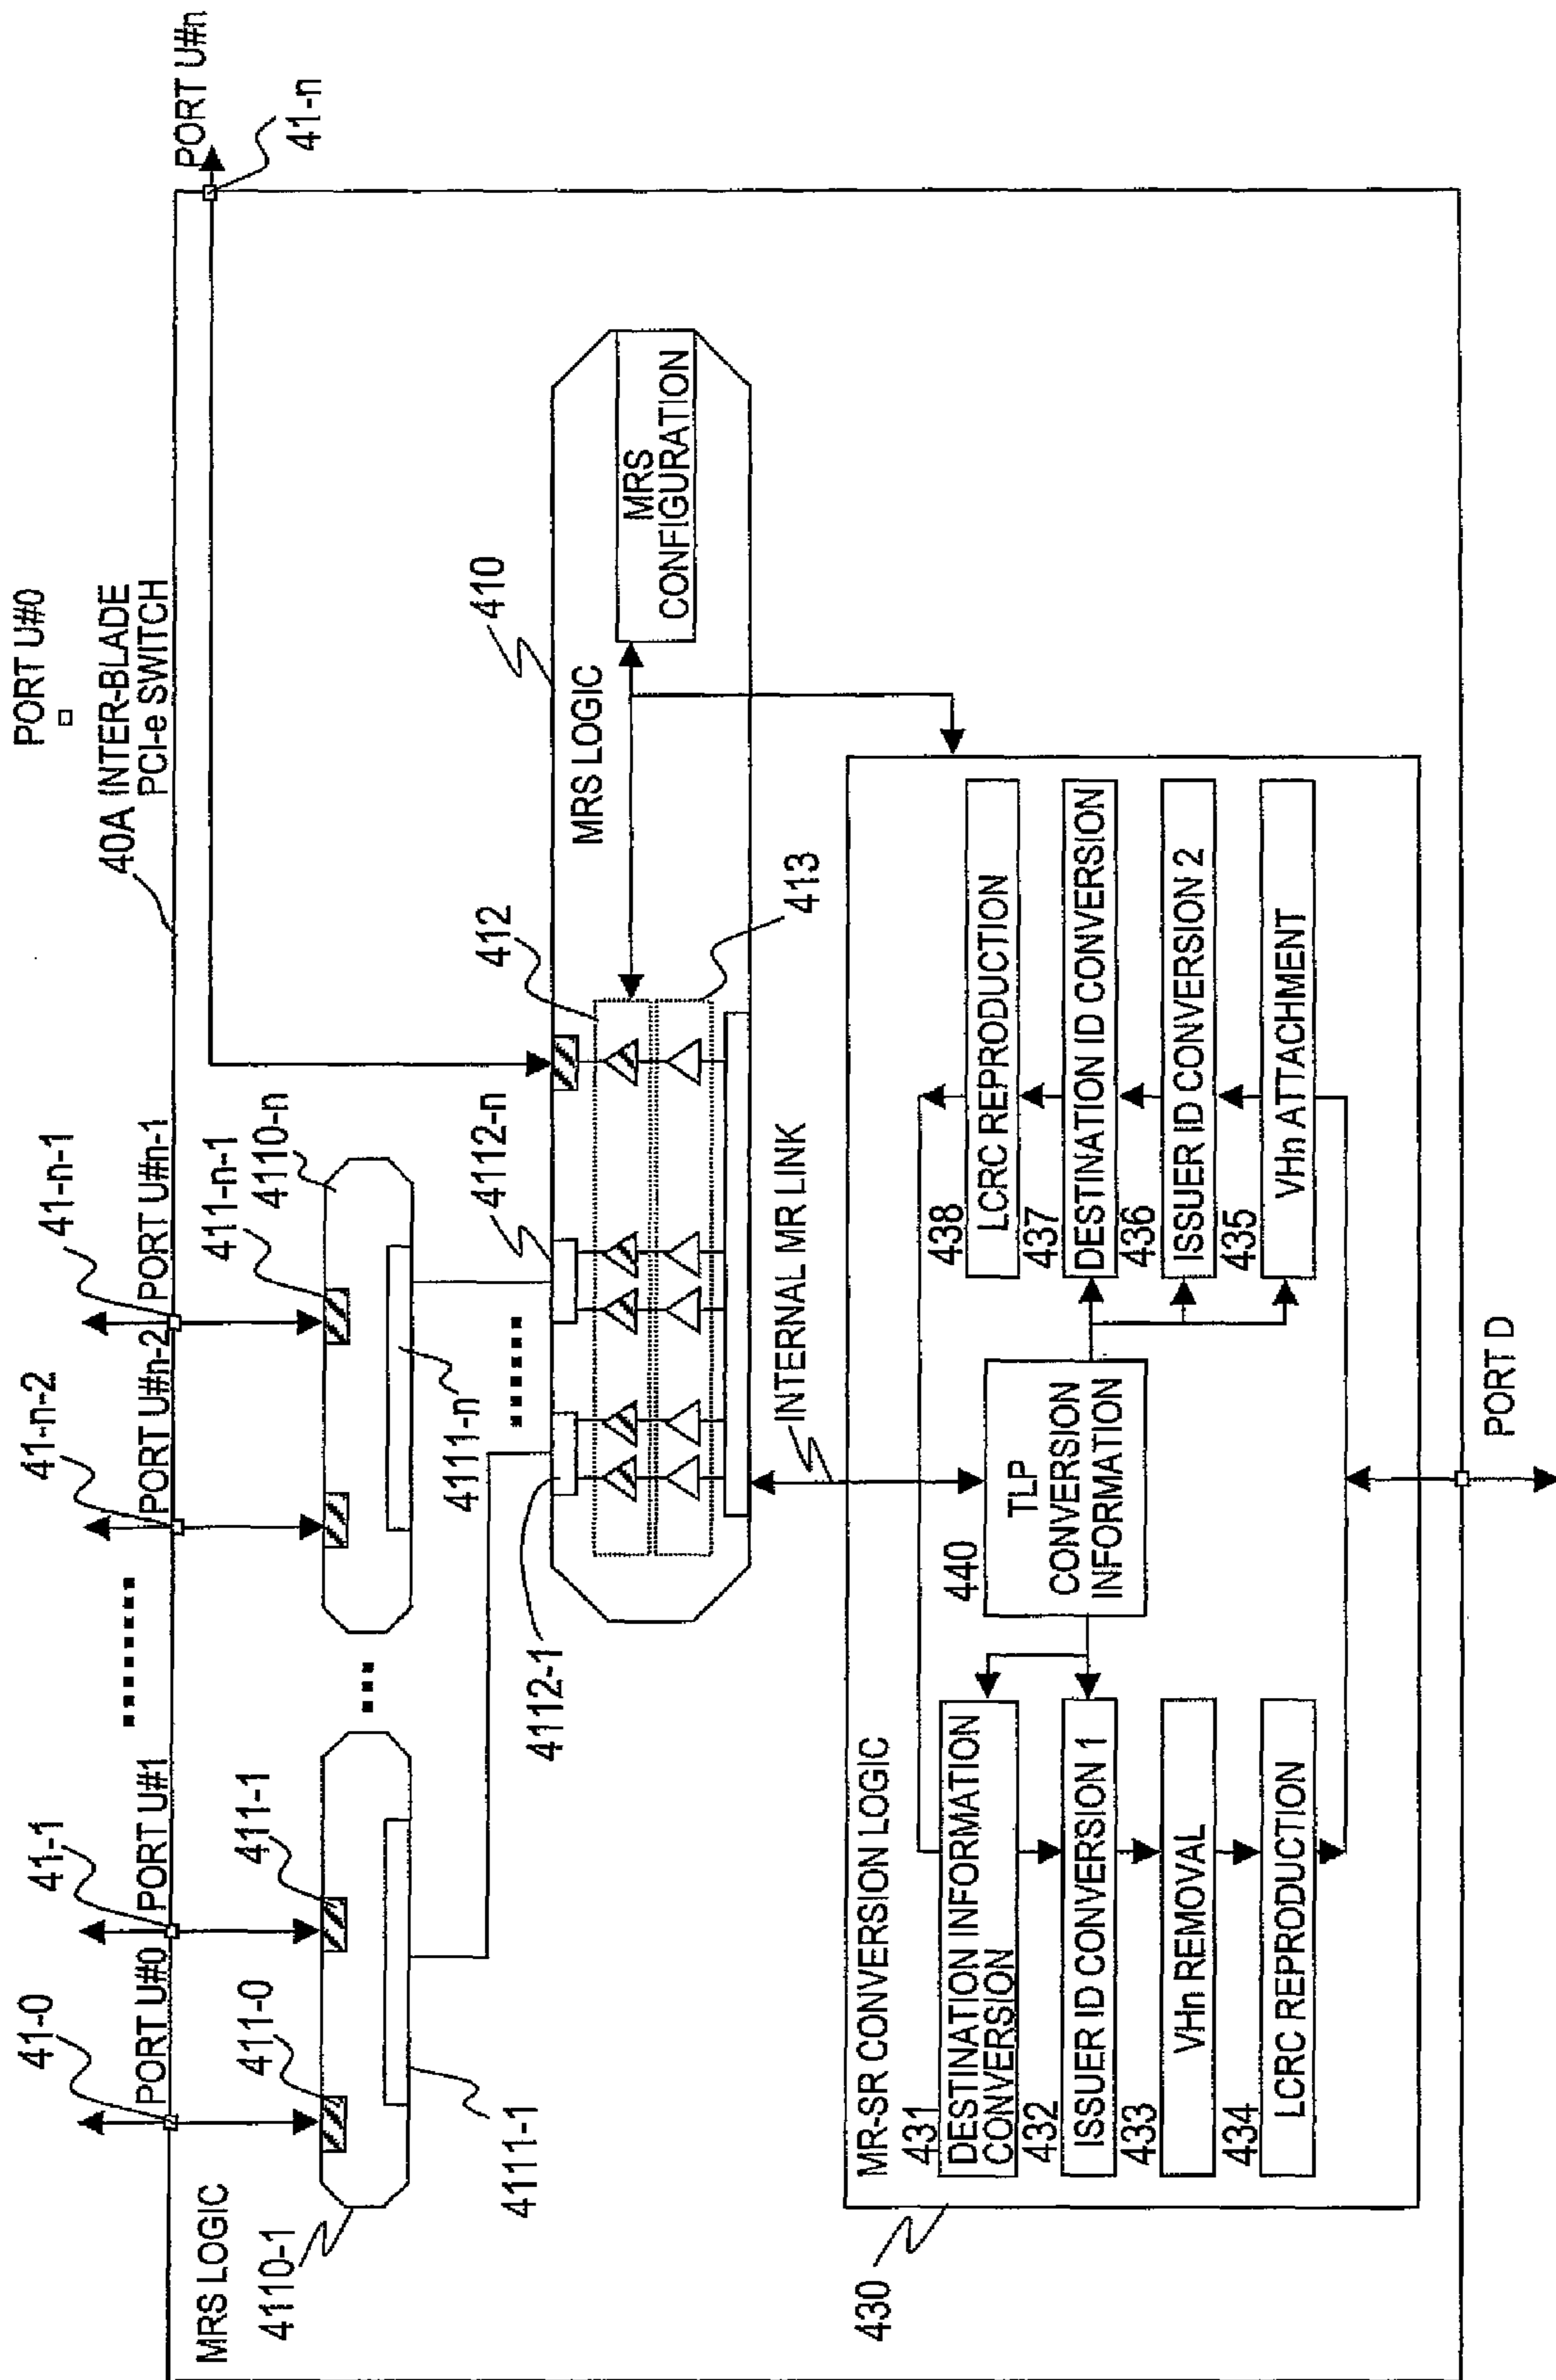 PORT U#0
40A INTER-BLADE
PCI-e SWITCH
PORT U#n
41-n
41-0
PORT U#0
41-1
PORT U#1
41-n-2
PORT U#n-2
41-n-1
PORT U#n-1
MRS LOGIC
4110-1
411-0
411-1
4111-1
411-n-1
4110-n
4111-n
4112-1
4112-n
412
413
410
MRS LOGIC
MRS
CONFIGURATION
INTERNAL MR LINK
430
MR-SR CONVERSION LOGIC
431
DESTINATION INFORMATION
CONVERSION
432
ISSUER ID CONVERSION 1
433
VHn REMOVAL
434
LCRC REPRODUCTION
440
TLP
CONVERSION
INFORMATION
438
LCRC REPRODUCTION
437
DESTINATION ID CONVERSION
436
ISSUER ID CONVERSION 2
435
VHn ATTACHMENT
PORT D